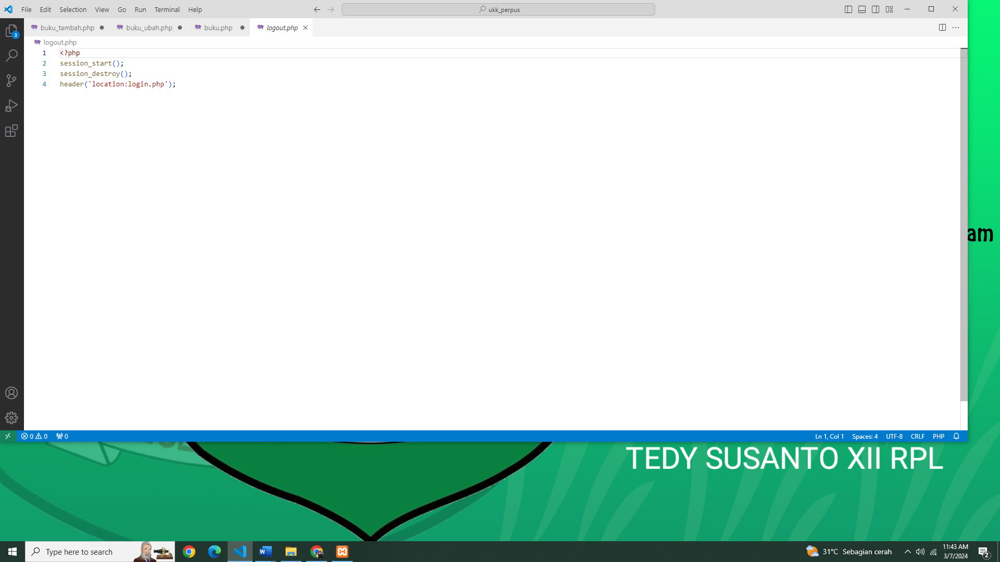 File Edit Selection View Go Run Terminal Help
ukk_perpus
buku_tambah.php buku_ubah.php buku.php logout.php
3
logout.php
1 <?php
2 session_start();
3 session_destroy();
4 header('location:login.php');
am
0 0 0
Ln 1, Col 1 Spaces: 4 UTF-8 CRLF PHP
TEDY SUSANTO XII RPL
Type here to search
31°C Sebagian cerah
11:43 AM
3/7/2024
2